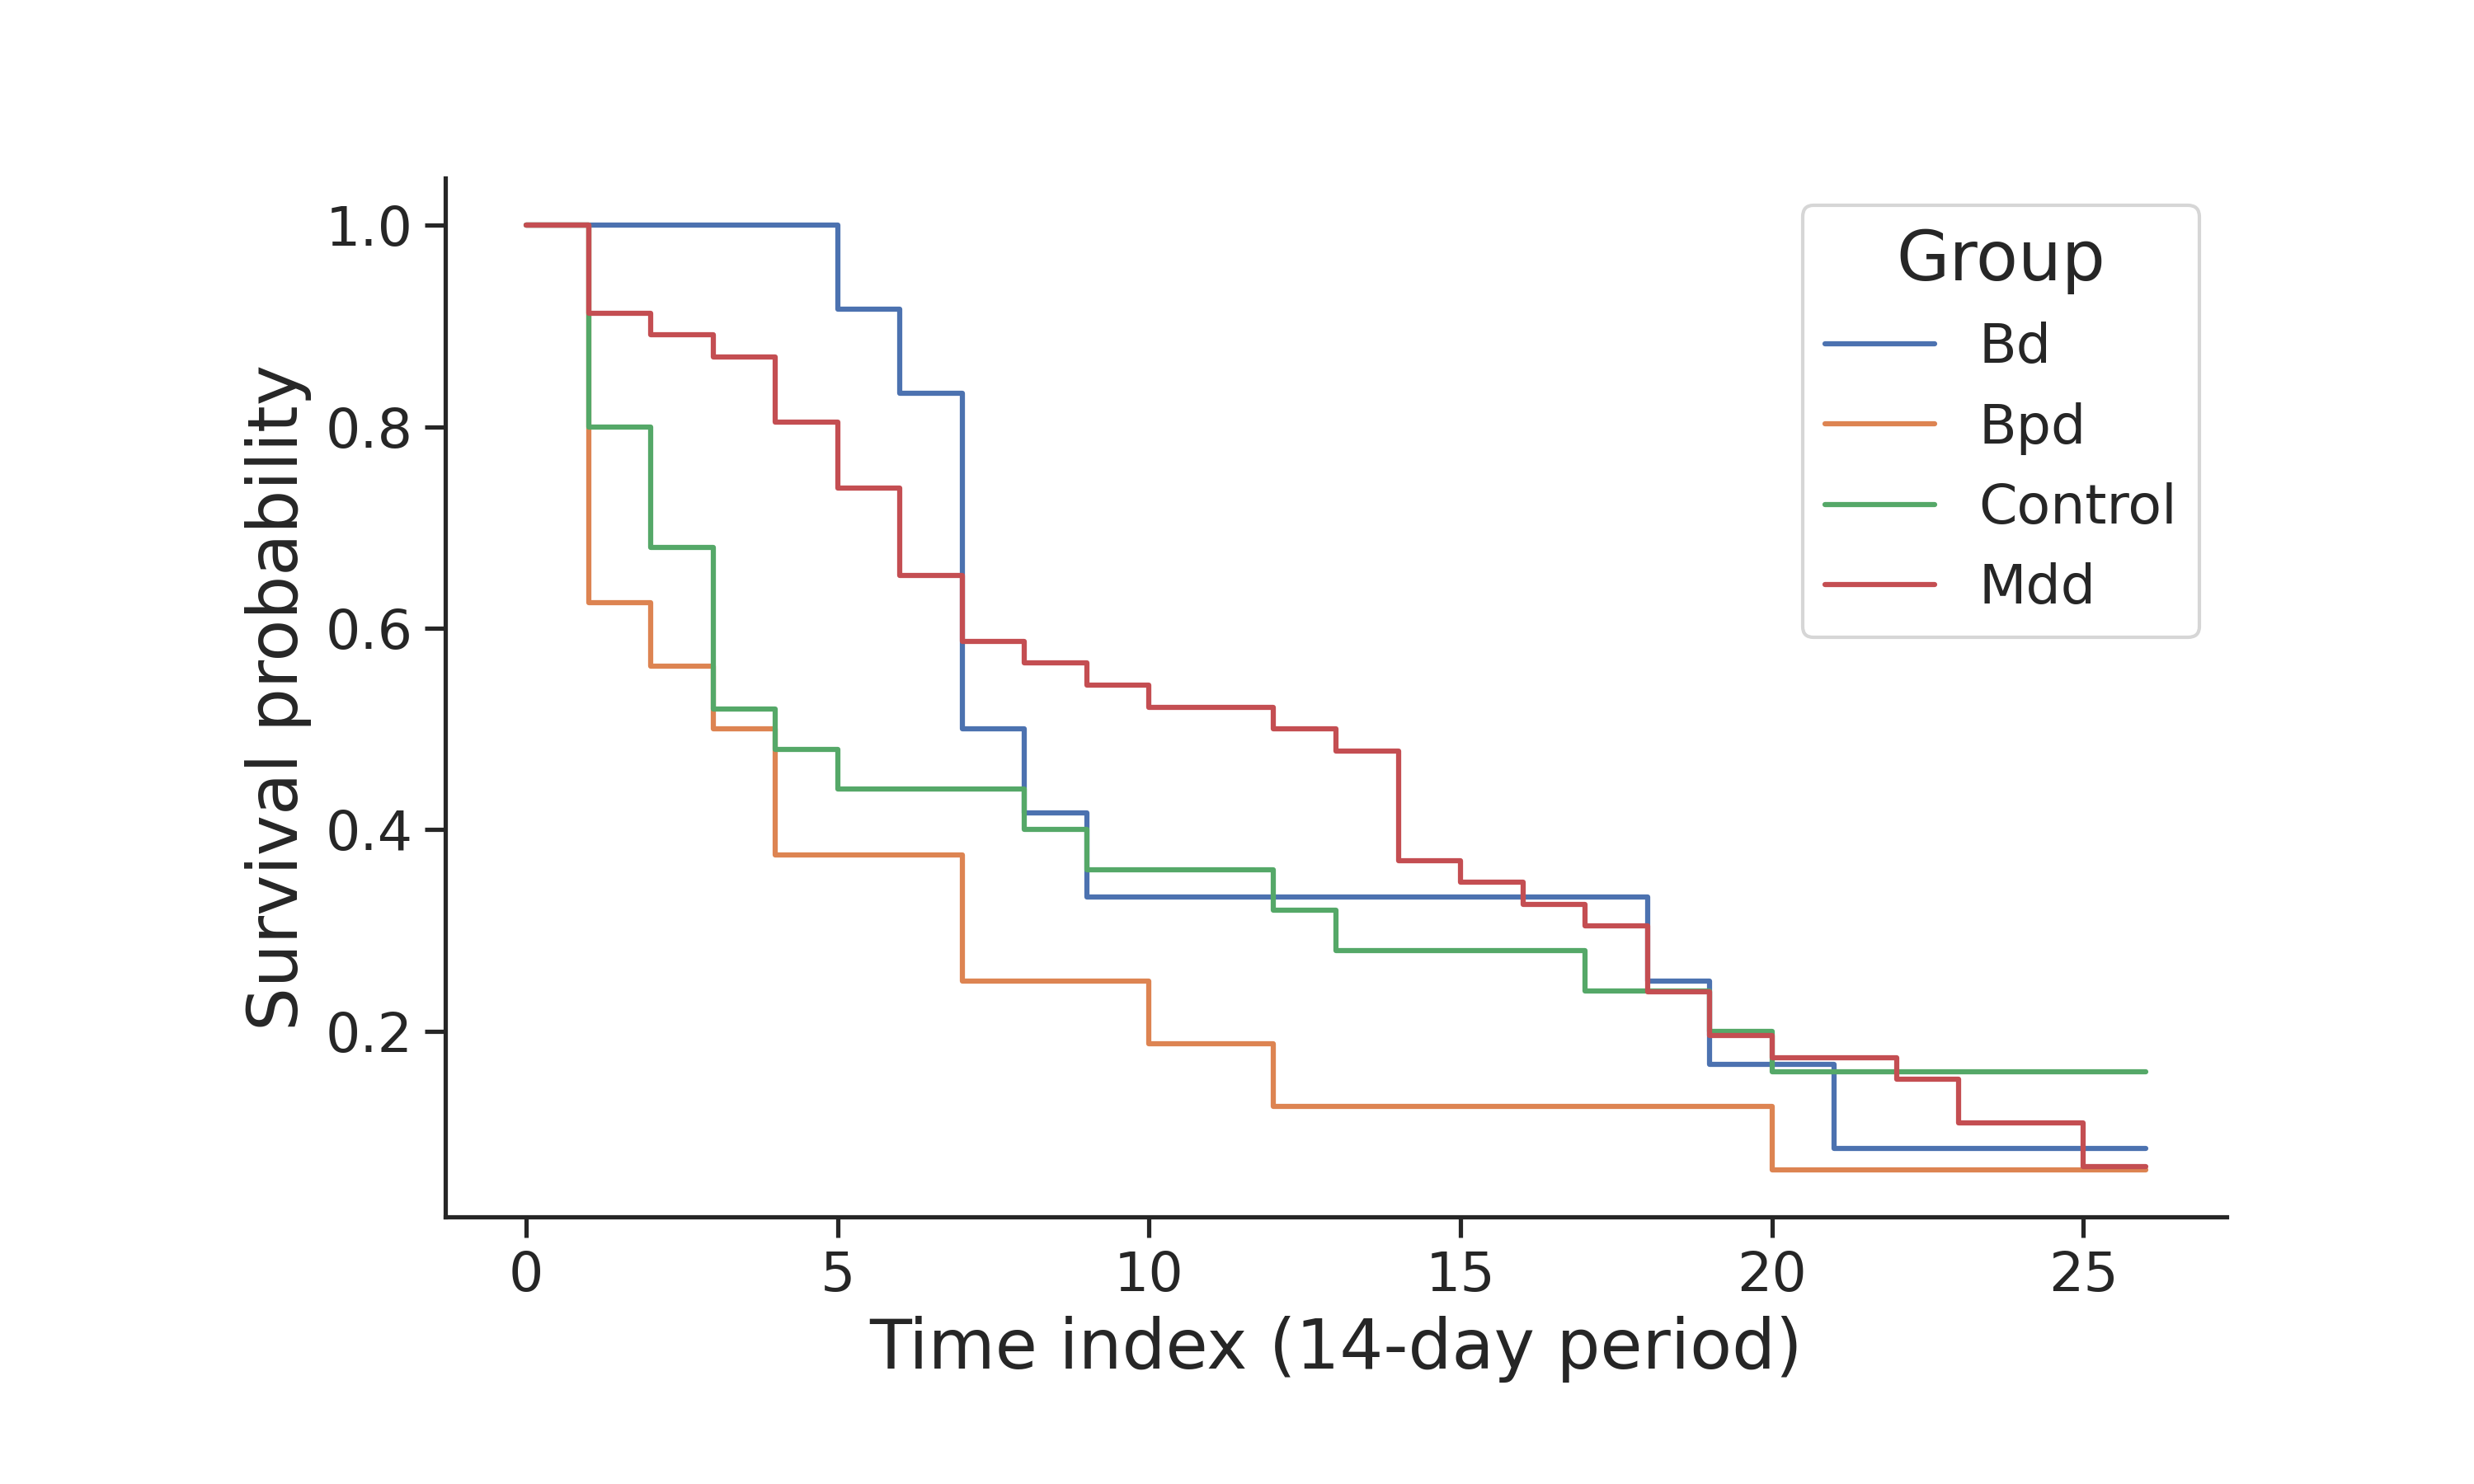 Survival probability
1.0
0.8
0.6
0.4
0.2
0
5
10
15
20
25
Time index (14-day period)
Group
Bd
Bpd
Control
Mdd